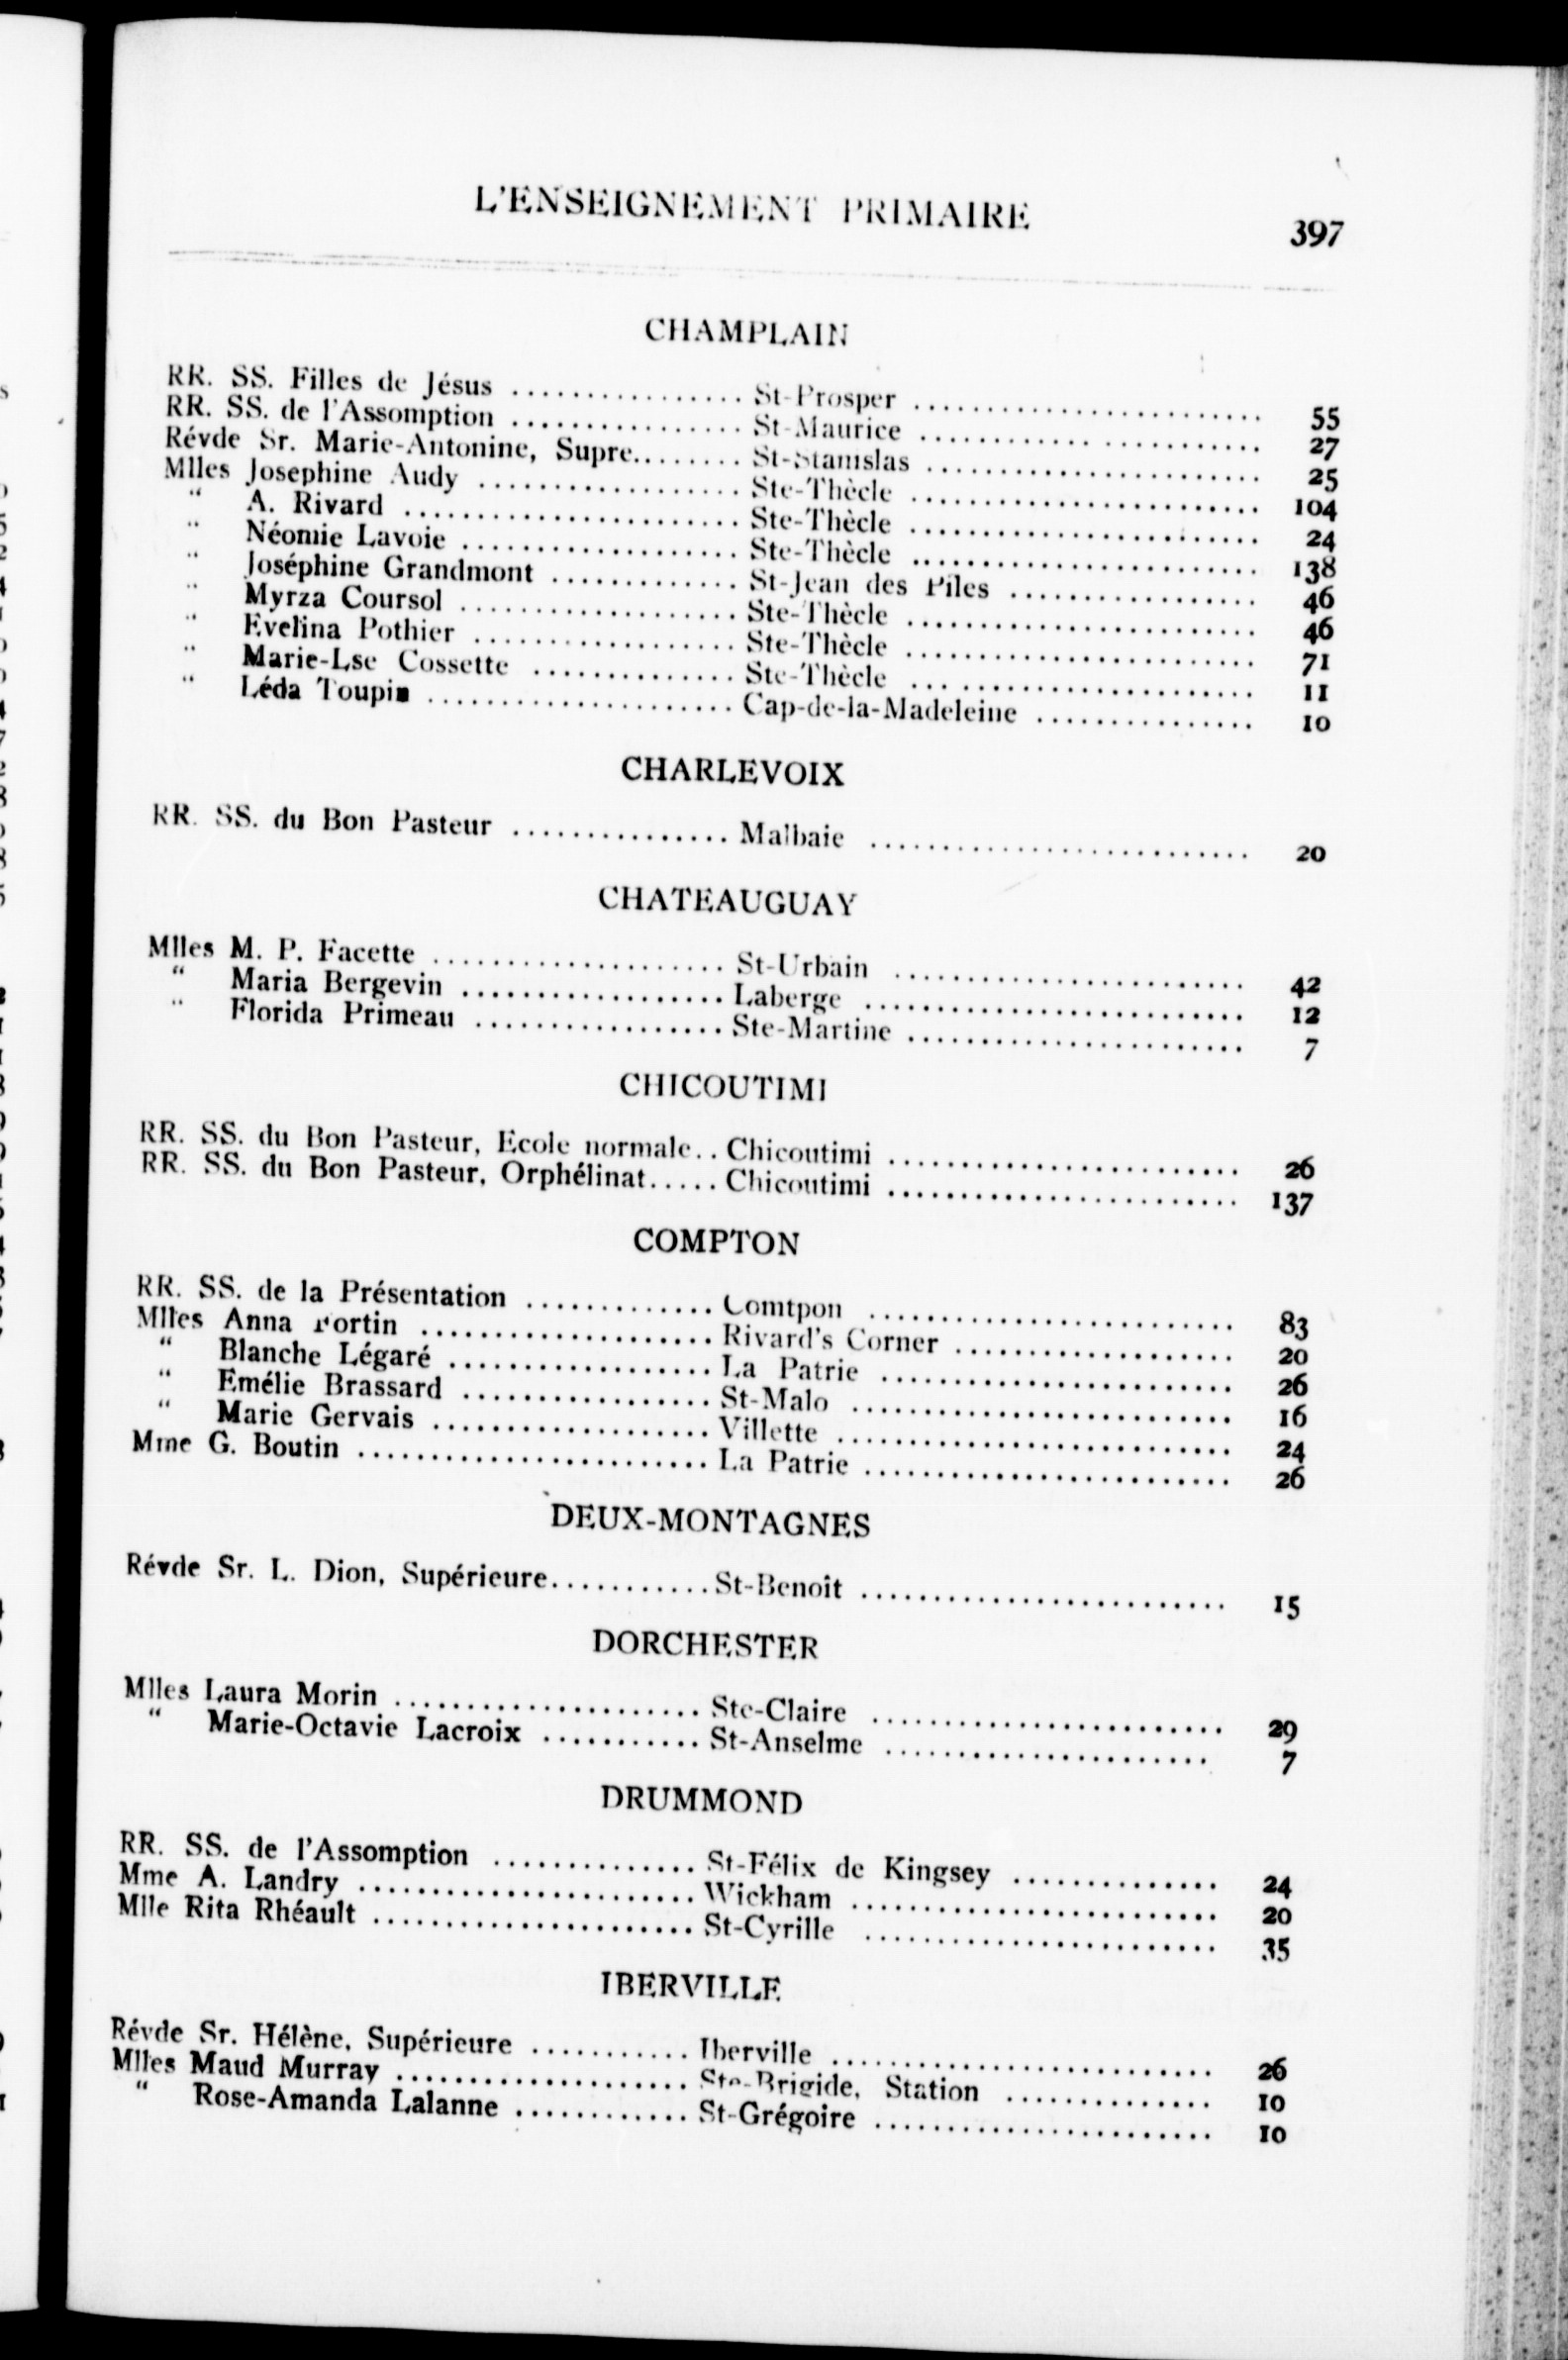 L'ENSEIGNEMENT PRIMAIRE 397
CHAMPLAIN
RR. SS. Filles de Jésus ................ St-Prosper ........................ 55
RR. SS. de l'Assomption ................ St-Maurice ........................ 27
Révde Sr. Marie-Antonine, Supre........ St-Stanislas ....................... 25
Mlles Josephine Audy .................. Ste-Thècle ........................ 104
" A. Rivard ....................... Ste-Thècle ........................ 24
" Néomie Lavoie ................... Ste-Thècle ........................ 138
" Joséphine Grandmont ............. St-Jean des Piles ................. 46
" Myrza Coursol ................... Ste-Thècle ........................ 46
" Evelina Pothier .................. Ste-Thècle ........................ 71
" Marie-Lse Cossette .............. Ste-Thècle ........................ 11
" Léda Toupin ..................... Cap-de-la-Madeleine ............... 10
CHARLEVOIX
RR. SS. du Bon Pasteur ............... Malbaie .......................... 20
CHATEAUGUAY
Mlles M. P. Facette .................... St-Urbain ........................ 42
" Maria Bergevin .................. Laberge .......................... 12
" Florida Primeau ................. Ste-Martine ....................... 7
CHICOUTIMI
RR. SS. du Bon Pasteur, Ecole normale.. Chicoutimi ........................ 26
RR. SS. du Bon Pasteur, Orphélinat..... Chicoutimi ........................ 137
COMPTON
RR. SS. de la Présentation ............. Comtpon ......................... 83
Mlles Anna Fortin .................... Rivard's Corner ................... 20
" Blanche Légaré .................. La Patrie ........................ 26
" Emélie Brassard ................. St-Malo .......................... 16
" Marie Gervais ................... Villette ........................... 24
Mme G. Boutin ........................ La Patrie ......................... 26
DEUX-MONTAGNES
Révde Sr. L. Dion, Supérieure...........St-Benoît ......................... 15
DORCHESTER
Mlles Laura Morin ..................... Ste-Claire ........................ 29
" Marie-Octavie Lacroix ........... St-Anselme ...................... 7
DRUMMOND
RR. SS. de l'Assomption .............. St-Félix de Kingsey .............. 24
Mme A. Landry ....................... Wickham ......................... 20
Mlle Rita Rhéault ...................... St-Cyrille ........................ 35
IBERVILLE
Révde Sr. Hélène, Supérieure ........... Iberville .......................... 26
Mlles Maud Murray .................... Ste-Brigide, Station .............. 10
" Rose-Amanda Lalanne ............ St-Grégoire ....................... 10